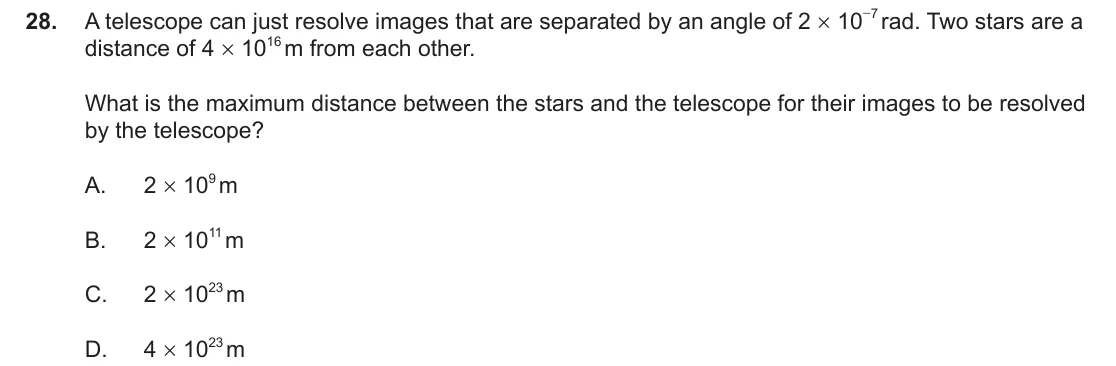 28. A telescope can just resolve images that are separated by an angle of 2 × 10⁻⁷ rad. Two stars are a
distance of 4 × 10¹⁶ m from each other.
What is the maximum distance between the stars and the telescope for their images to be resolved
by the telescope?
A. 2 × 10⁹ m
B. 2 × 10¹¹ m
C. 2 × 10²³ m
D. 4 × 10²³ m